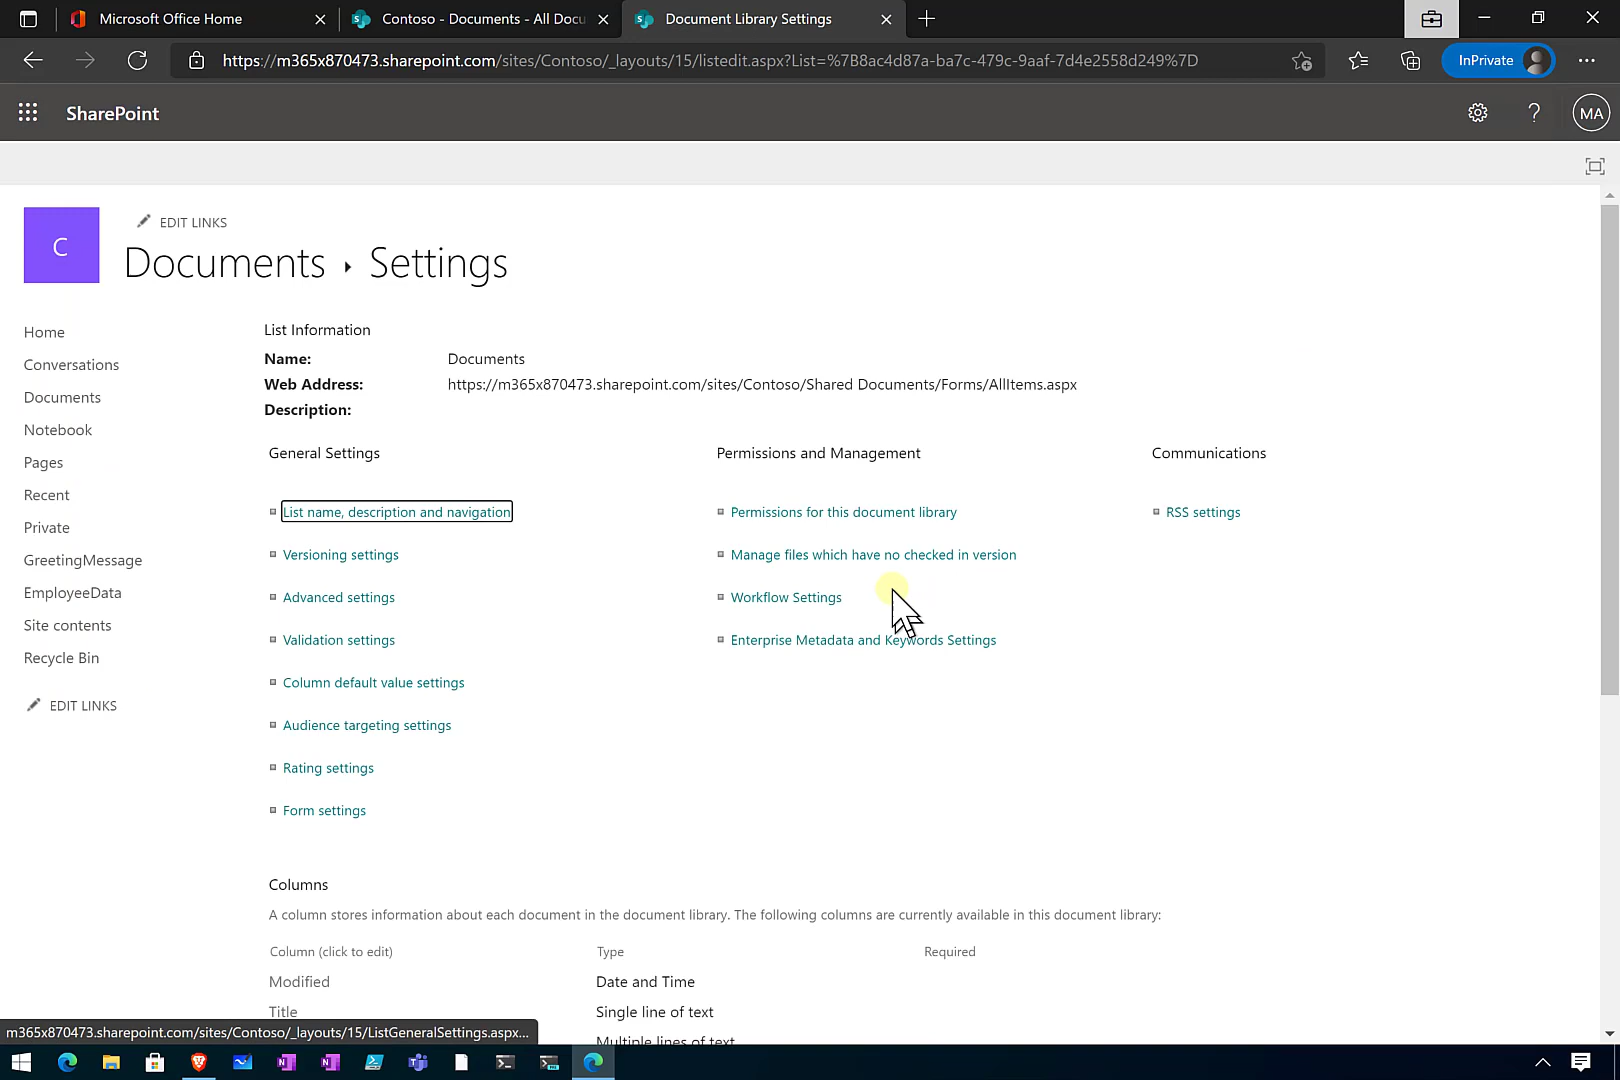 Microsoft Office Home
Contoso - Documents - All Docu
Document Library Settings
https://m365x870473.sharepoint.com/sites/Contoso/_layouts/15/listedit.aspx?List=%7B8ac4d87a-ba7c-479c-9aaf-7d4e2558d249%7D
InPrivate
SharePoint
?
MA
C
EDIT LINKS
Documents ▸ Settings
Home
Conversations
Documents
Notebook
Pages
Recent
Private
GreetingMessage
EmployeeData
Site contents
Recycle Bin
EDIT LINKS
List Information
Name: Documents
Web Address: https://m365x870473.sharepoint.com/sites/Contoso/Shared Documents/Forms/AllItems.aspx
Description:
General Settings
List name, description and navigation
Versioning settings
Advanced settings
Validation settings
Column default value settings
Audience targeting settings
Rating settings
Form settings
Permissions and Management
Permissions for this document library
Manage files which have no checked in version
Workflow Settings
Enterprise Metadata and Keywords Settings
Communications
RSS settings
Columns
A column stores information about each document in the document library. The following columns are currently available in this document library:
Column (click to edit) Type Required
Modified Date and Time
Title Single line of text
Multiple lines of text
m365x870473.sharepoint.com/sites/Contoso/_layouts/15/ListGeneralSettings.aspx...